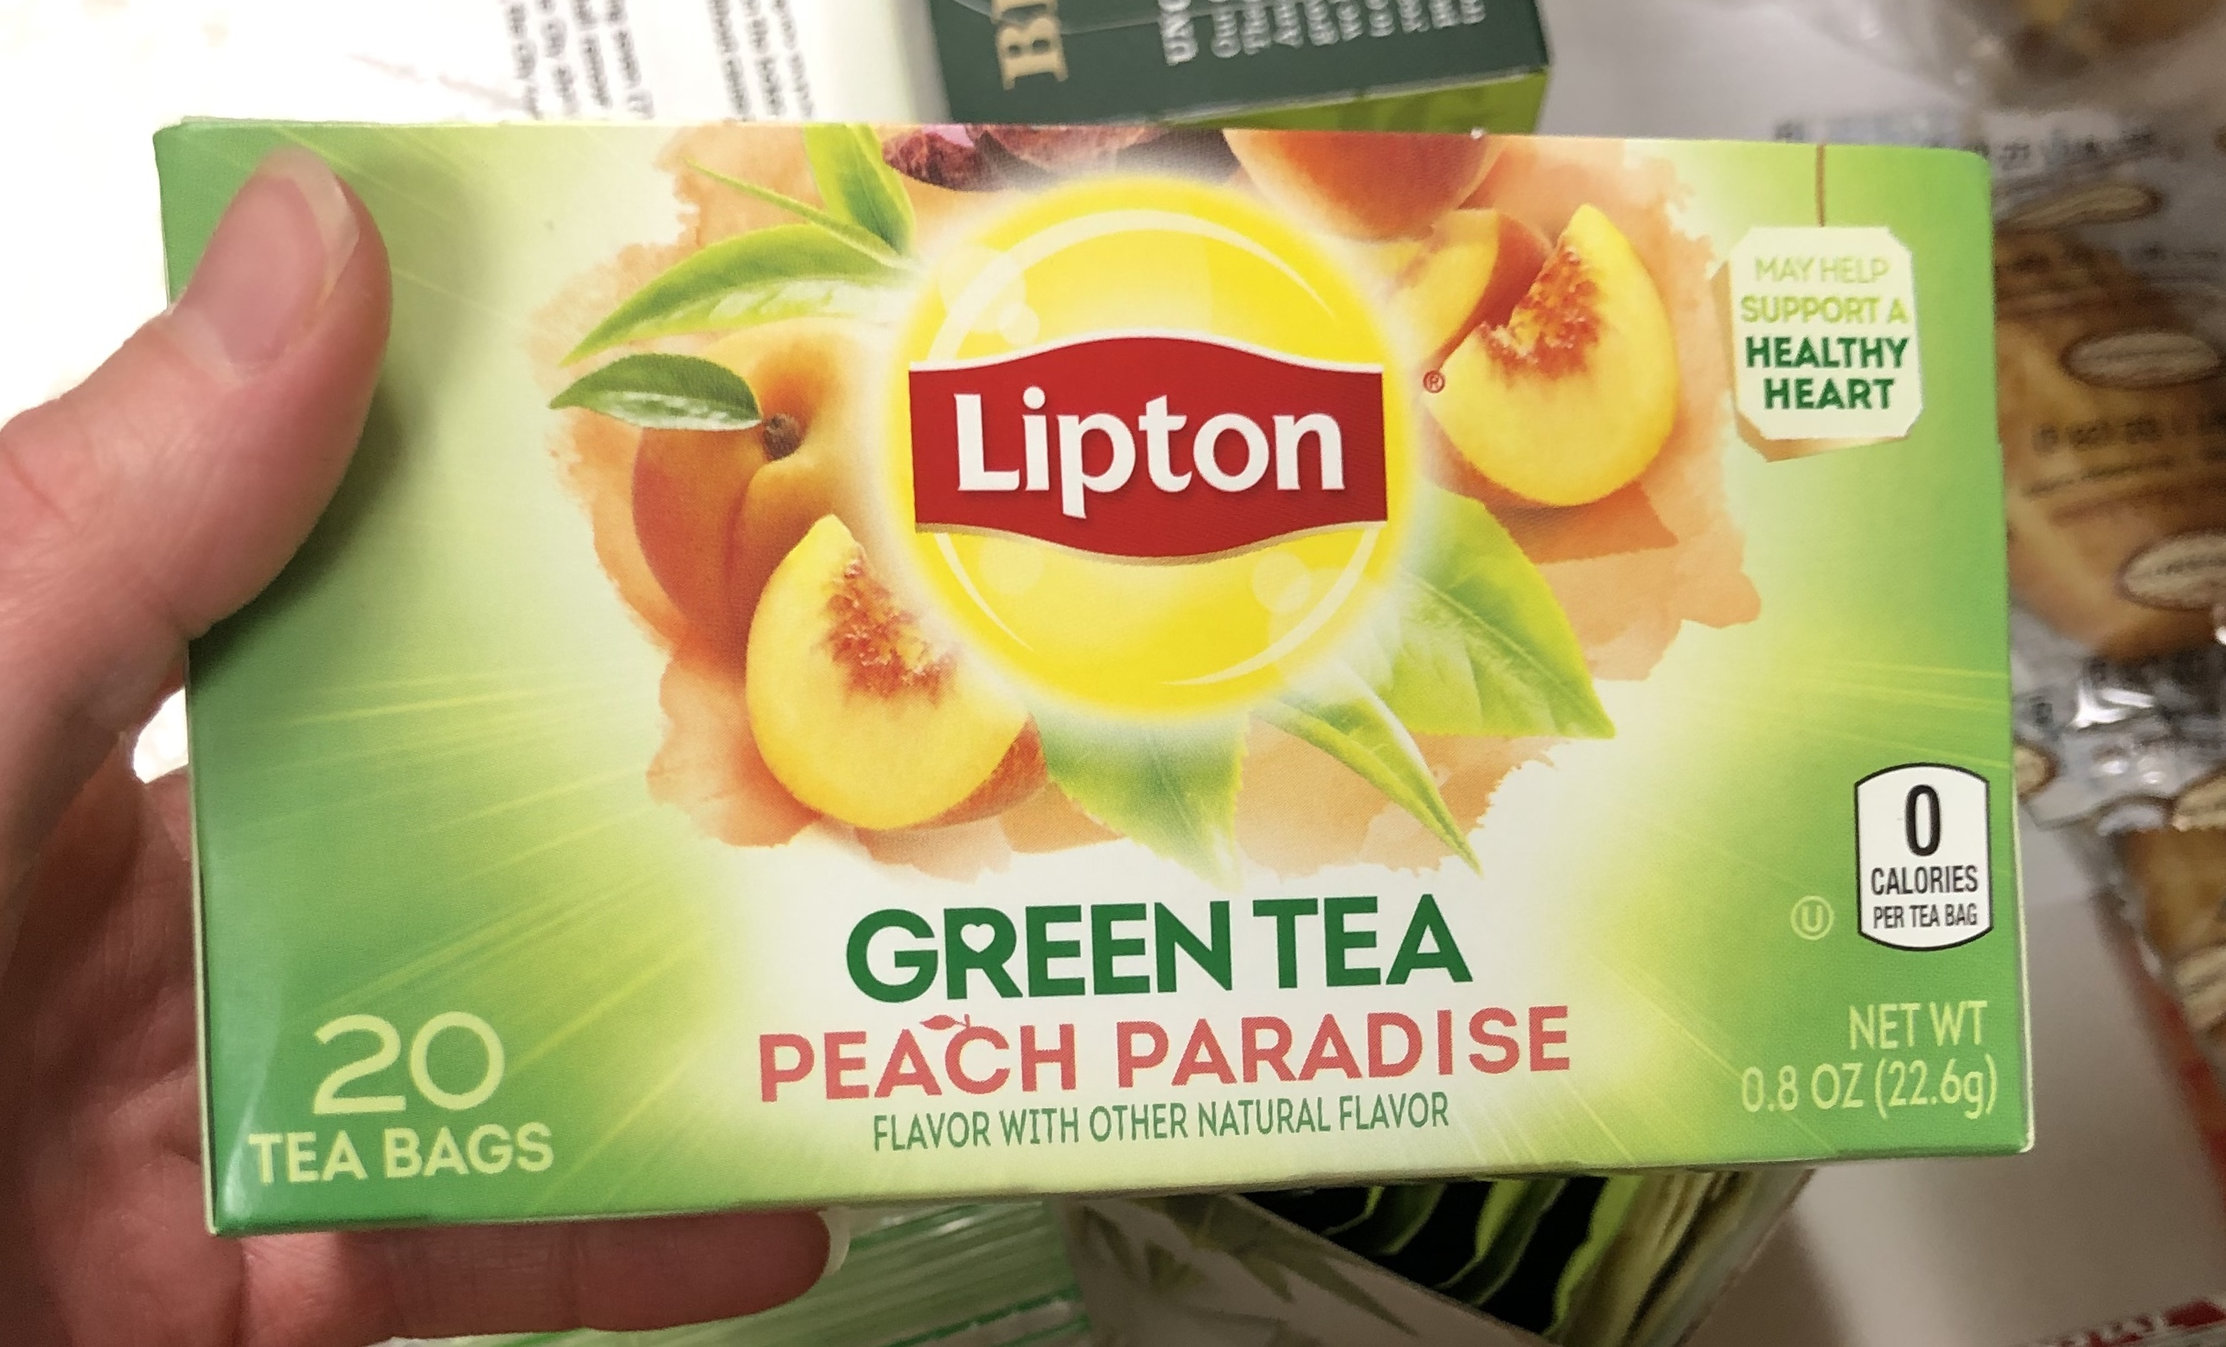 MAY HELP
SUPPORT A
HEALTHY
HEART
Lipton
®
GREEN TEA
PEACH PARADISE
FLAVOR WITH OTHER NATURAL FLAVOR
20
TEA BAGS
U
0
CALORIES
PER TEA BAG
NET WT
0.8 OZ (22.6g)